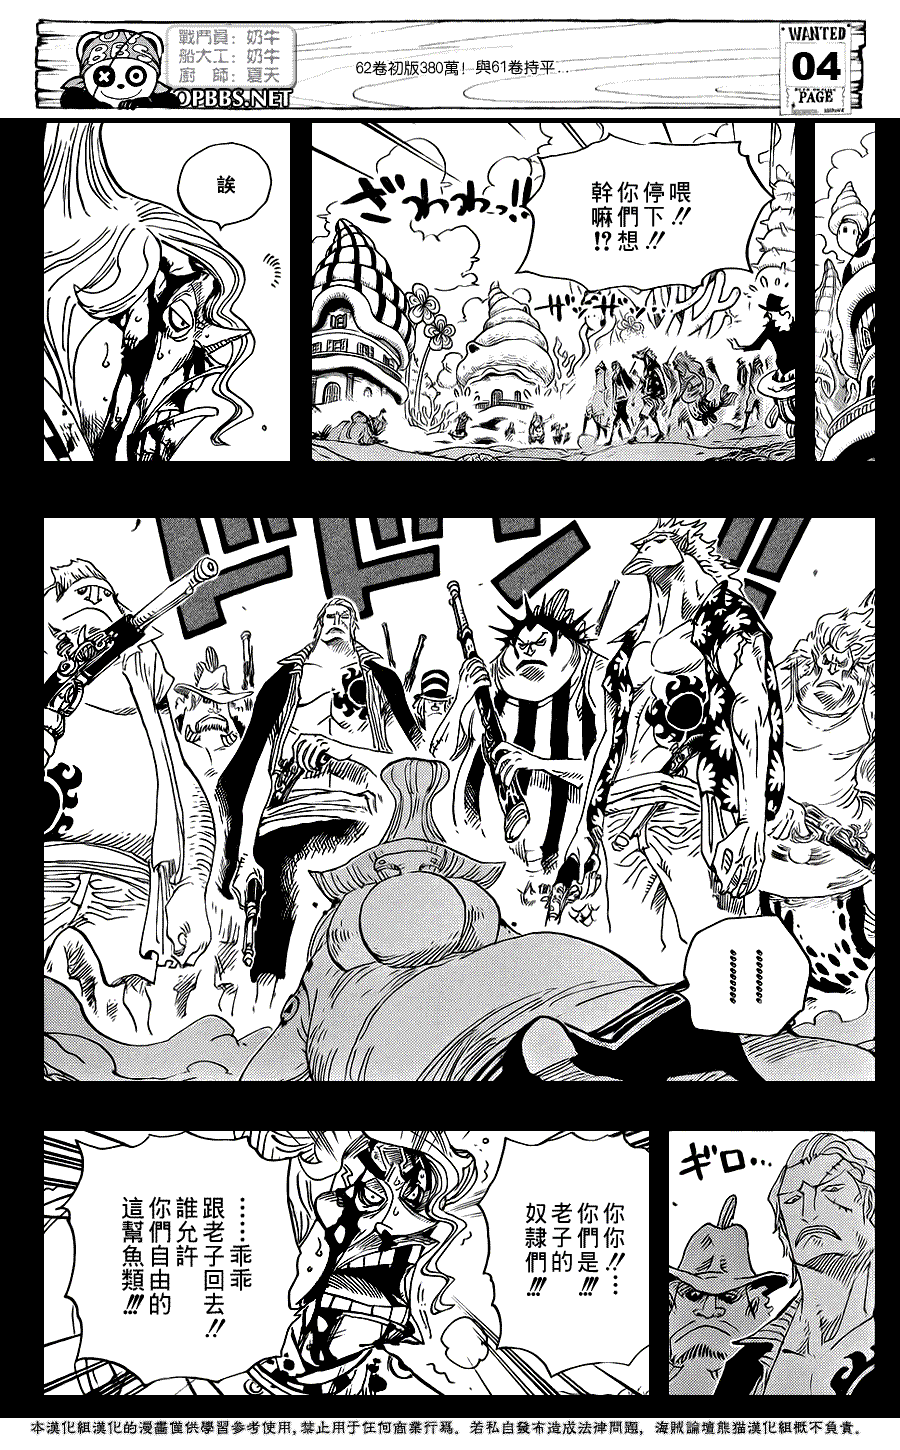 戰鬥員：奶牛
船大工：奶牛
廚　師：夏天
OPBBS.NET
62卷初版380萬！與61卷持平…
WANTED
04
PAGE
喂
停下!!
你們想!!
幹嘛!?
ざわわっ!!
ザッザッ…
誒
ドドン
………………
ギロ…
你你!!…
你們是!!!
老子的
奴隷們!!!
……乖乖
跟老子回去!!
誰允許
你們自由的
這幫魚類!!!
本漢化組漢化的漫畫僅供學習參考使用，禁止用于任何商業行爲。若私自發布造成法律問題，海賊論壇熊猫漢化組概不負責。